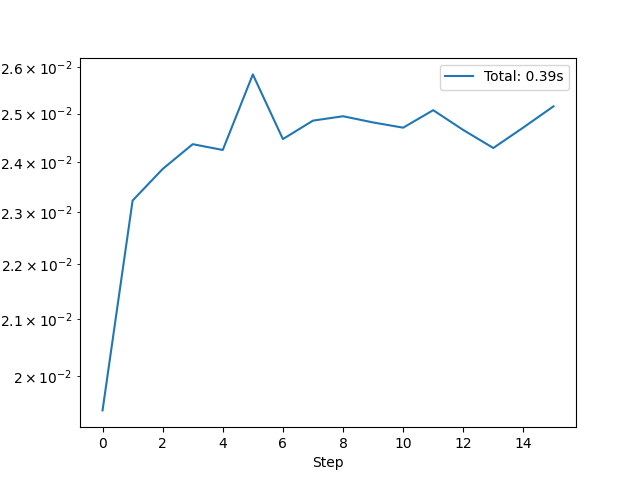 2.6 × 10⁻²
2.5 × 10⁻²
2.4 × 10⁻²
2.3 × 10⁻²
2.2 × 10⁻²
2.1 × 10⁻²
2 × 10⁻²
Total: 0.39s
0 2 4 6 8 10 12 14
Step